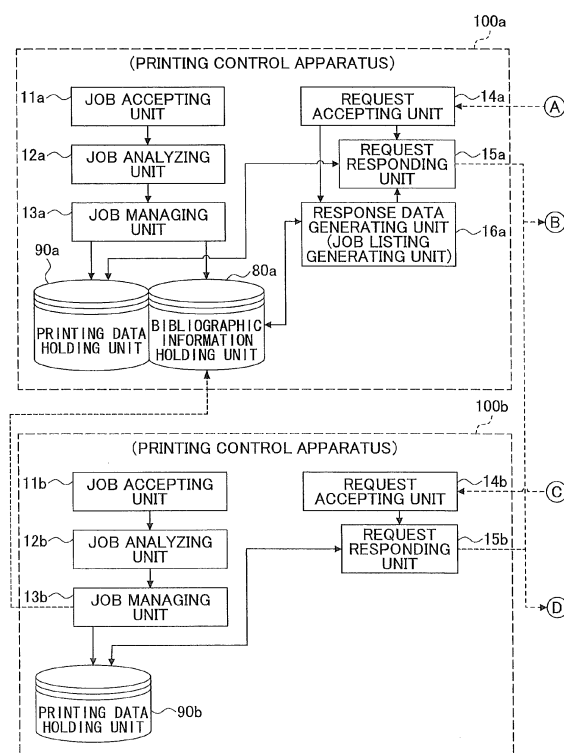 100a
(PRINTING CONTROL APPARATUS)
11a
JOB ACCEPTING
UNIT
12a
JOB ANALYZING
UNIT
13a
JOB MANAGING
UNIT
REQUEST
ACCEPTING UNIT
14a
A
REQUEST
RESPONDING
UNIT
15a
RESPONSE DATA
GENERATING UNIT
(JOB LISTING
GENERATING UNIT)
16a
B
90a
80a
PRINTING DATA
HOLDING UNIT
BIBLIOGRAPHIC
INFORMATION
HOLDING UNIT
100b
(PRINTING CONTROL APPARATUS)
11b
JOB ACCEPTING
UNIT
12b
JOB ANALYZING
UNIT
13b
JOB MANAGING
UNIT
REQUEST
ACCEPTING UNIT
14b
C
REQUEST
RESPONDING
UNIT
15b
D
PRINTING DATA
HOLDING UNIT
90b